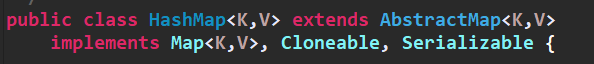 public class HashMap<K,V> extends AbstractMap<K,V>
implements Map<K,V>, Cloneable, Serializable {